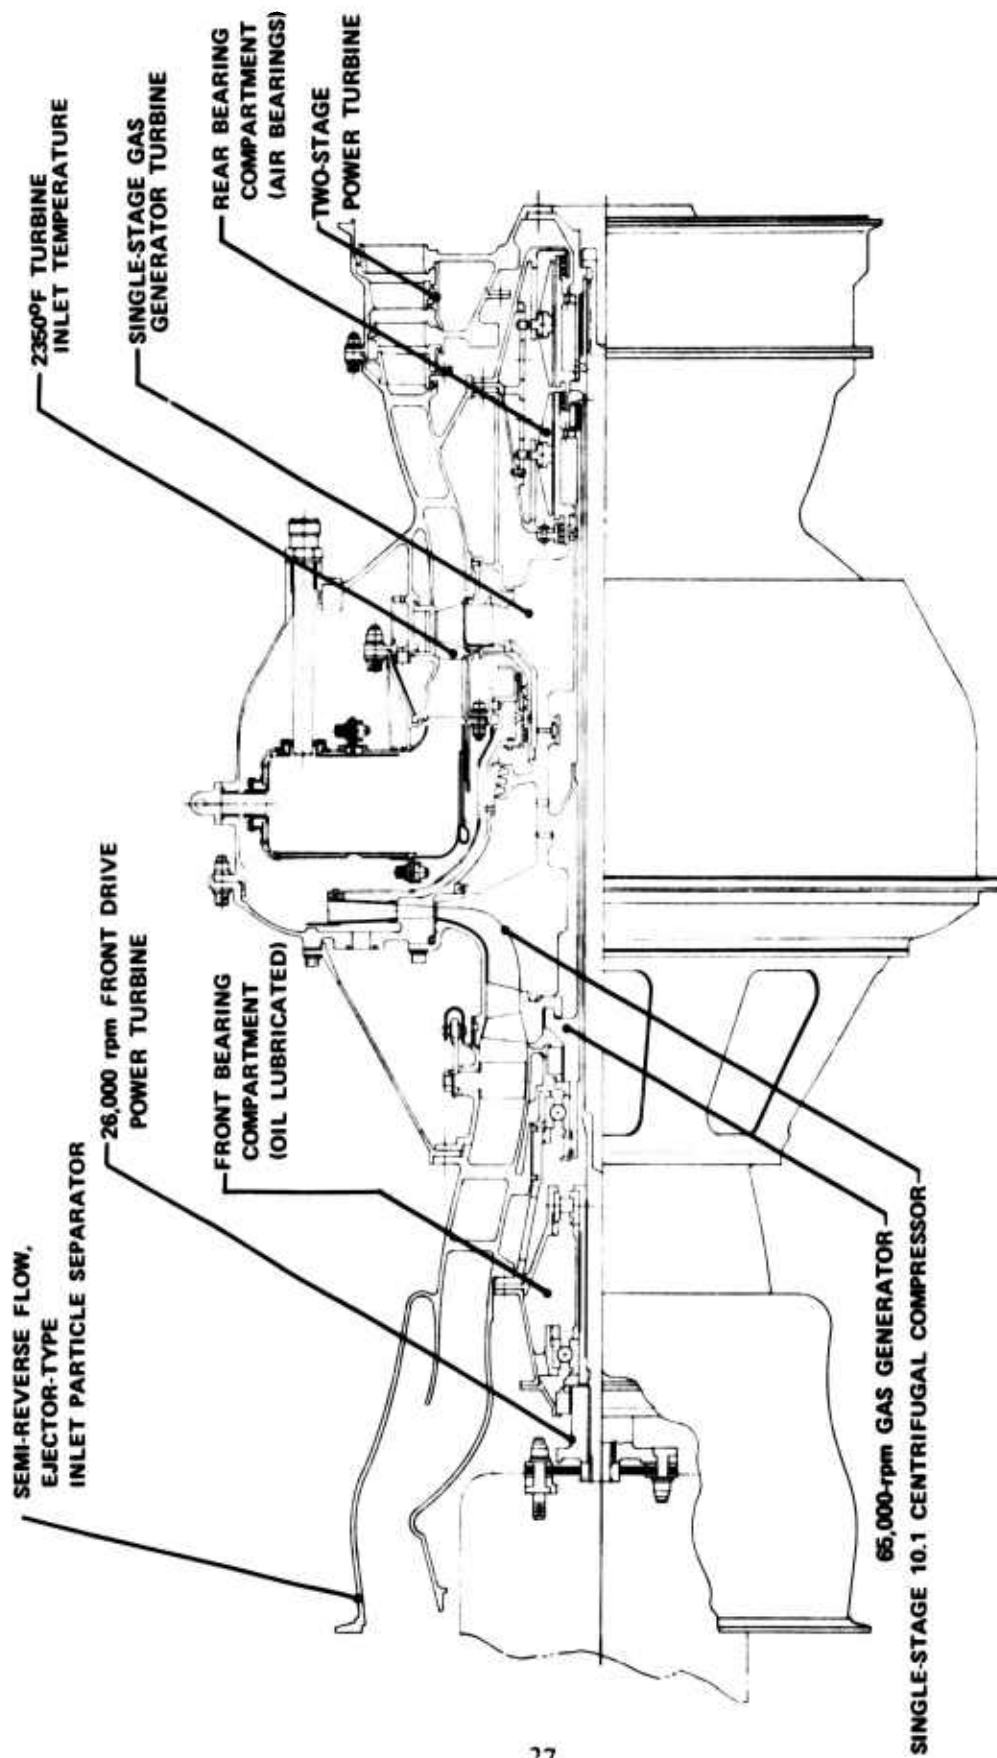 SEMI-REVERSE FLOW,
EJECTOR-TYPE
INLET PARTICLE SEPARATOR
26,000 rpm FRONT DRIVE
POWER TURBINE
FRONT BEARING
COMPARTMENT
(OIL LUBRICATED)
2350°F TURBINE
INLET TEMPERATURE
SINGLE-STAGE GAS
GENERATOR TURBINE
REAR BEARING
COMPARTMENT
(AIR BEARINGS)
TWO-STAGE
POWER TURBINE
65,000-rpm GAS GENERATOR
SINGLE-STAGE 10.1 CENTRIFUGAL COMPRESSOR
27